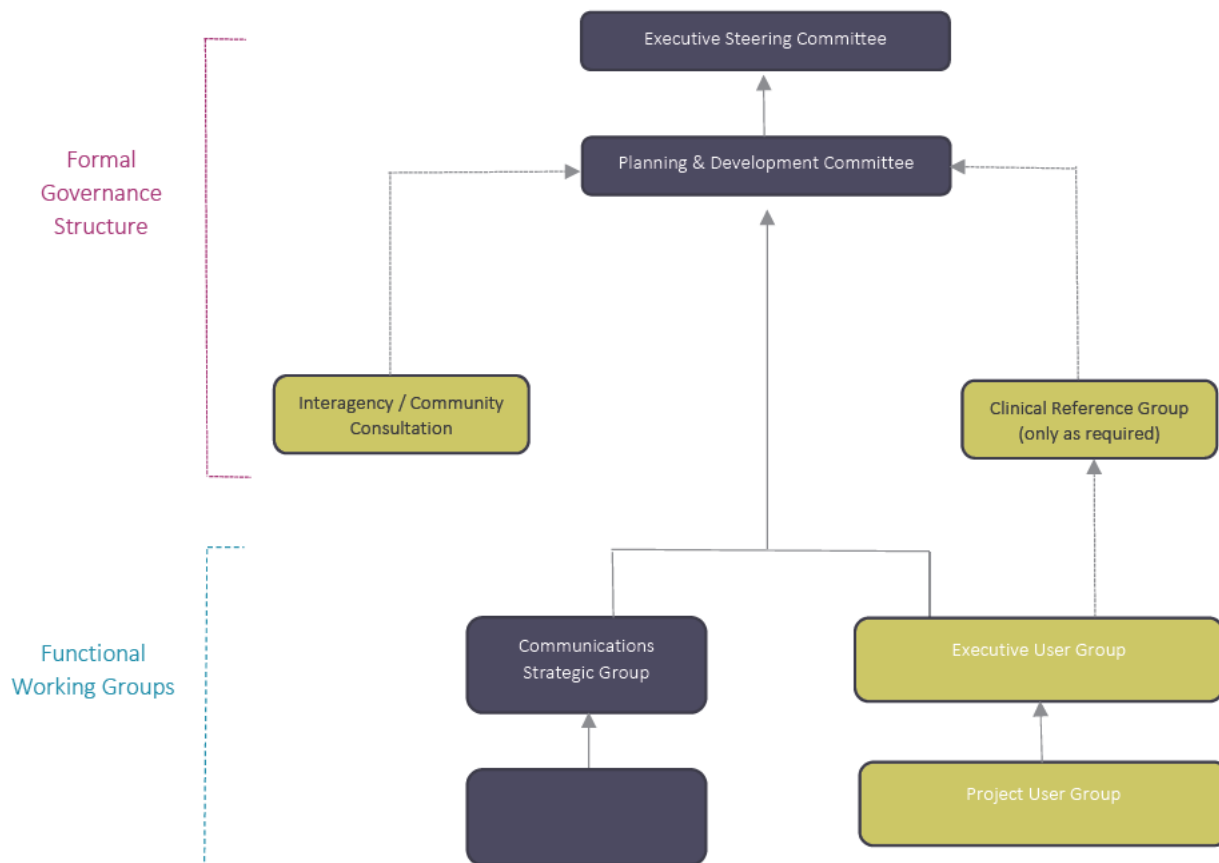 Executive Steering Committee
Planning & Development Committee
Formal
Governance
Structure
Interagency / Community
Consultation
Clinical Reference Group
(only as required)
Functional
Working Groups
Communications
Strategic Group
Executive User Group
Project User Group